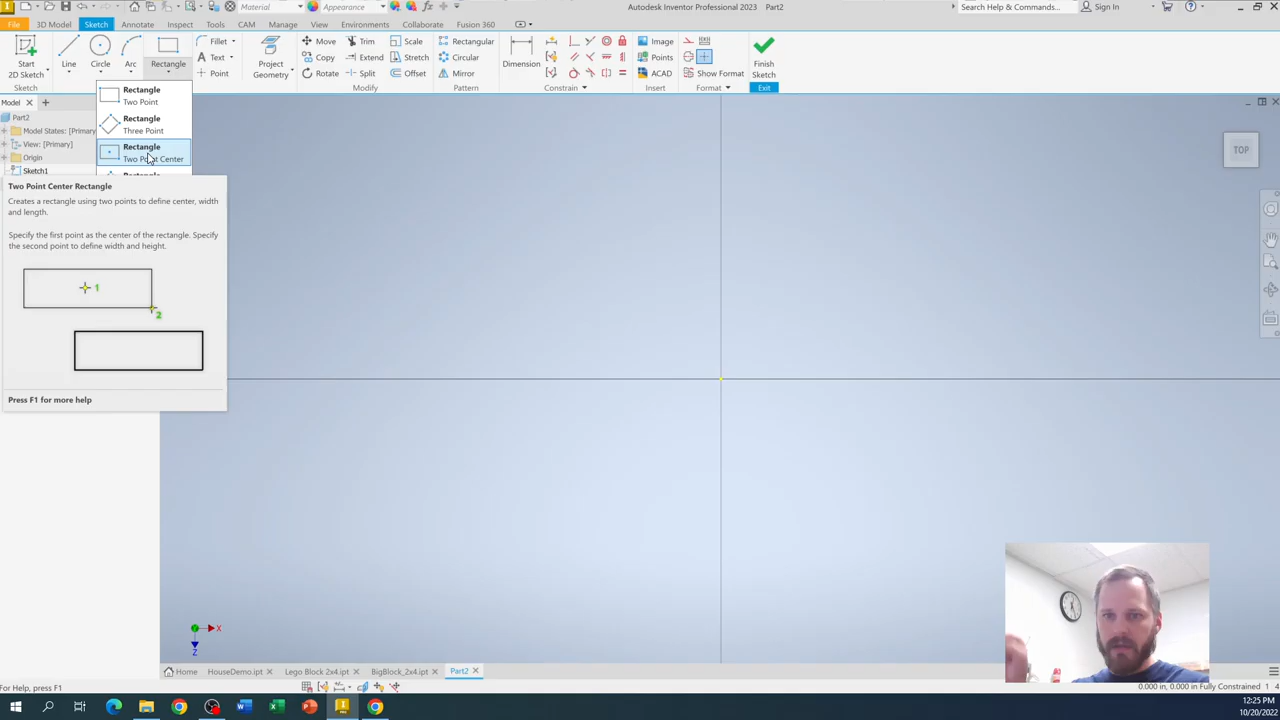 Material
Appearance
Autodesk Inventor Professional 2023 Part2
Search Help & Commands...
Sign In
File 3D Model Sketch Annotate Inspect Tools CAM Manage View Environments Collaborate Fusion 360
Start
2D Sketch
Line
Circle
Arc
Rectangle
Fillet
Text
Point
Project
Geometry
Move
Copy
Rotate
Trim
Extend
Split
Scale
Stretch
Offset
Rectangular
Circular
Mirror
Dimension
Image
Points
ACAD
Show Format
Finish
Sketch
Sketch
Modify
Pattern
Constrain
Insert
Format
Exit
Rectangle
Two Point
Rectangle
Three Point
Rectangle
Two Point Center
Model
Part2
Model States: [Primary
View: [Primary]
Origin
Sketch1
Two Point Center Rectangle
Creates a rectangle using two points to define center, width
and length.
Specify the first point as the center of the rectangle. Specify
the second point to define width and height.
1
2
Press F1 for more help
TOP
X
Z
Home HouseDemo.ipt Lego Block 2x4.ipt BigBlock_2x4.ipt Part2
For Help, press F1
0.000 in, 0.000 in Fully Constrained 1 4
12:25 PM
10/20/2022